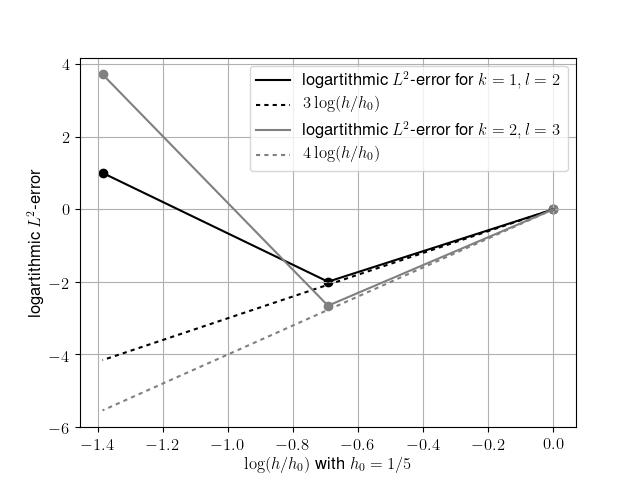 4
2
0
−2
−4
−6
logartithmic L²-error
logartithmic L²-error for k = 1, l = 2
3 log(h/h₀)
logartithmic L²-error for k = 2, l = 3
4 log(h/h₀)
−1.4 −1.2 −1.0 −0.8 −0.6 −0.4 −0.2 0.0
log(h/h₀) with h₀ = 1/5